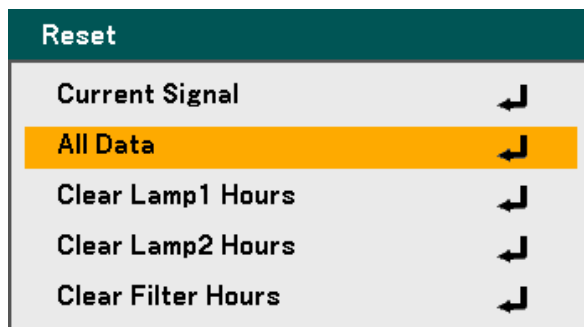 Reset
Current Signal
All Data
Clear Lamp1 Hours
Clear Lamp2 Hours
Clear Filter Hours